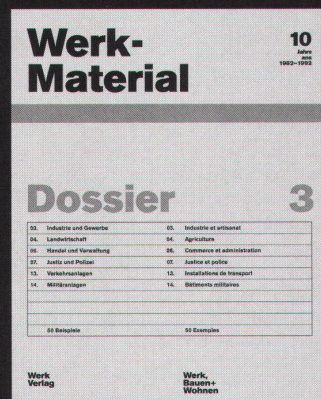 Werk-
Material
10
Jahre
ans
1982–1992
Dossier 3
03. Industrie und Gewerbe 03. Industrie et artisanat
04. Landwirtschaft 04. Agriculture
06. Handel und Verwaltung 06. Commerce et administration
07. Justiz und Polizei 07. Justice et police
13. Verkehrsanlagen 13. Installations de transport
14. Militäranlagen 14. Bâtiments militaires
50 Beispiele 50 Examples
Werk
Verlag
Werk,
Bauen+
Wohnen